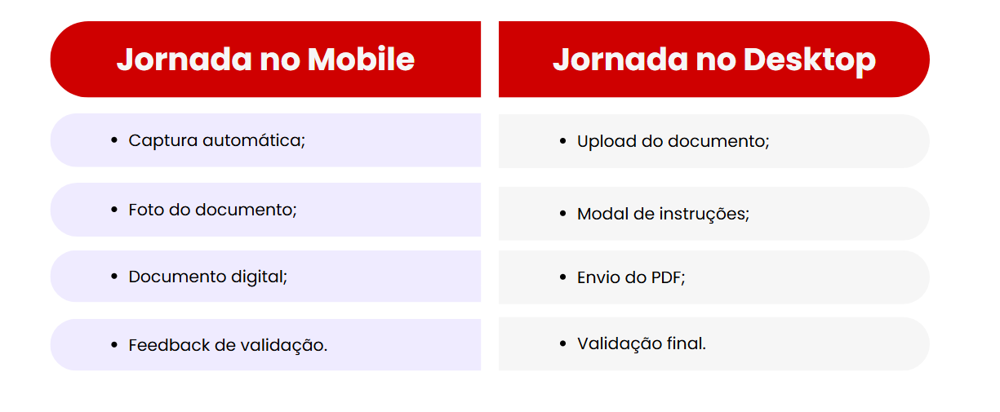 Jornada no Mobile
• Captura automática;
• Foto do documento;
• Documento digital;
• Feedback de validação.
Jornada no Desktop
• Upload do documento;
• Modal de instruções;
• Envio do PDF;
• Validação final.